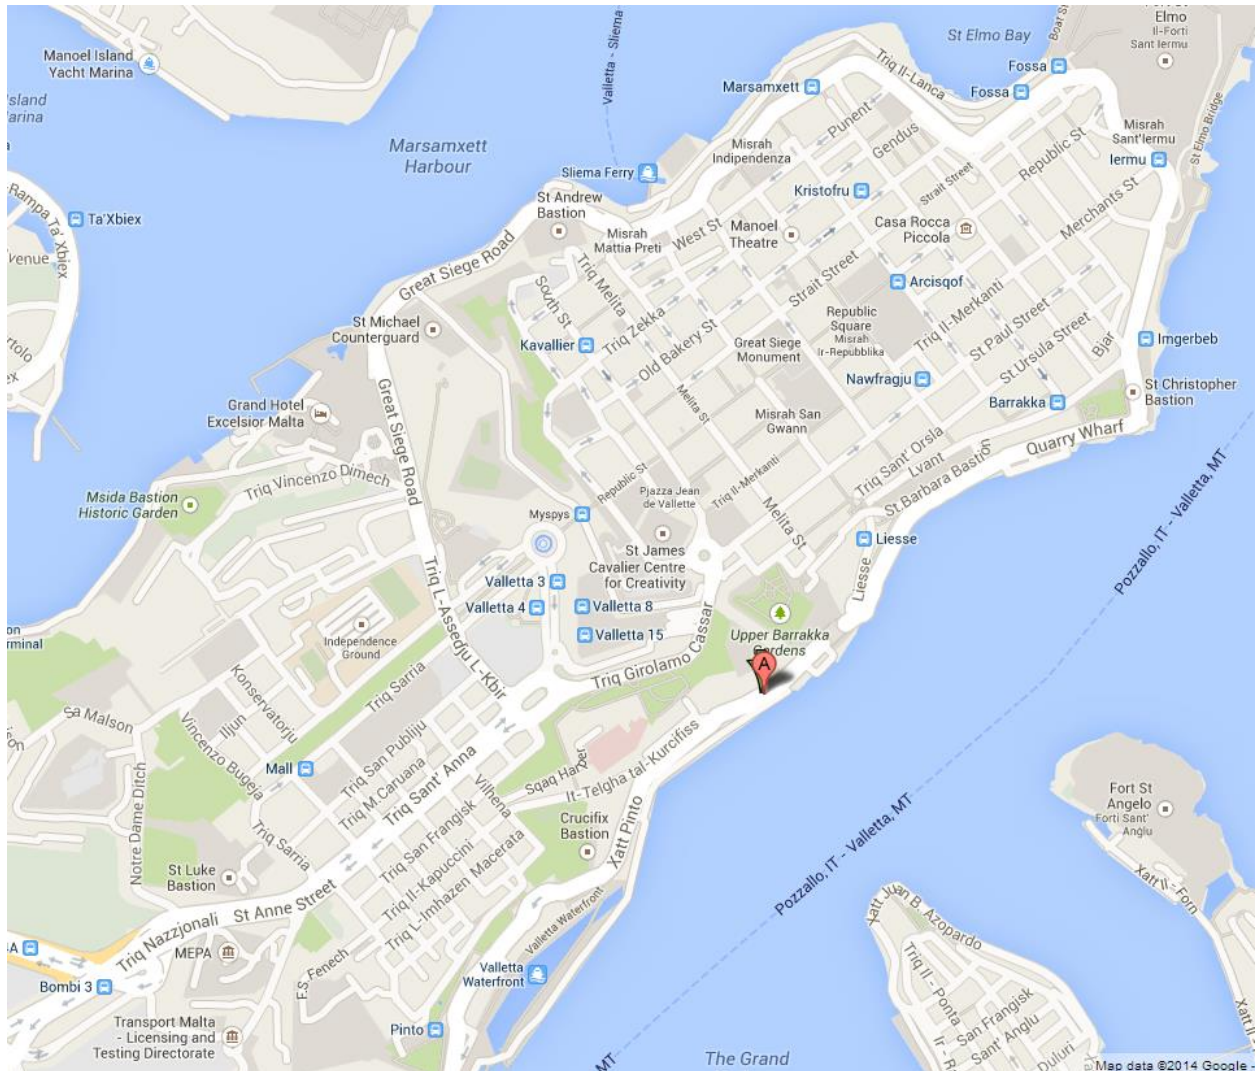 St
Elmo
Il-Forti
Sant Iermu
Boat St
St Elmo Bay
Fossa
Fossa
Manoel Island
Yacht Marina
Valletta - Sliema
Triq Il-Lanca
Marsamxett
Punent
Gendus
Misrah
Sant'Iermu
Iermu
St Elmo Bridge
Island
Marina
Marsamxett
Harbour
Misrah
Indipendenza
Republic St
Strait Street
Merchants St
Sliema Ferry
Kristofru
St Andrew
Bastion
Rampa Ta' Xbiex
Ta'Xbiex
Misrah
Mattia Preti
West St
Manoel
Theatre
Casa Rocca
Piccola
venue
Great Siege Road
Triq Melita
South St
Strait Street
Arcisqof
Triq Zekka
Old Bakery St
Republic
Square
Misrah
Ir-Repubblika
Triq Il-Merkanti
St Paul Street
St Ursula Street
Bjar
Imgerbeb
St Michael
Counterguard
Kavallier
Great Siege
Monument
Nawfragju
Barrakka
St Christopher
Bastion
Grand Hotel
Excelsior Malta
Great Siege Road
Melita St
Misrah San
Gwann
Quarry Wharf
Triq Sant' Orsla
Lvant
St.Barbara Bastion
Triq Vincenzo Dimech
Msida Bastion
Historic Garden
Republic St
Pjazza Jean
de Vallette
Triq Il-Merkanti
Melita St
Myspys
St James
Cavalier Centre
for Creativity
Liesse
Liesse
Pozzallo, IT - Valletta, MT
Triq L-Assedju L-Kbir
Valletta 3
Valletta 4
Valletta 8
Valletta 15
Triq Girolamo Cassar
Upper Barrakka
Gardens
A
Independence
Ground
Triq Sarria
Konservatorju
Iljun
Sa Malson
Vincenzo Bugeja
Mall
Triq San Publiju
Triq M.Caruana
Triq Sant' Anna
Sqaq Harper
It- Telgha tal-Kurcifiss
Vilhena
Notre Dame Ditch
Triq Sarria
Triq San Frangisk
Triq Il-Kapuccini
Triq L-Imhazen
Macerata
Crucifix
Bastion
Xatt Pinto
Fort St
Angelo
Forti Sant'
Anglu
Xatt Il - Forn
St Luke
Bastion
St Anne Street
Triq Nazzjonali
Pozzallo, IT - Valletta, MT
Xatt Juan B. Azopardo
MEPA
F.S. Fenech
Valletta Waterfront
Valletta
Waterfront
Bombi 3
Pinto
Transport Malta
- Licensing and
Testing Directorate
Triq Il - Ponta
San Frangisk
Sant' Anglu
Duluri
The Grand
Map data ©2014 Google